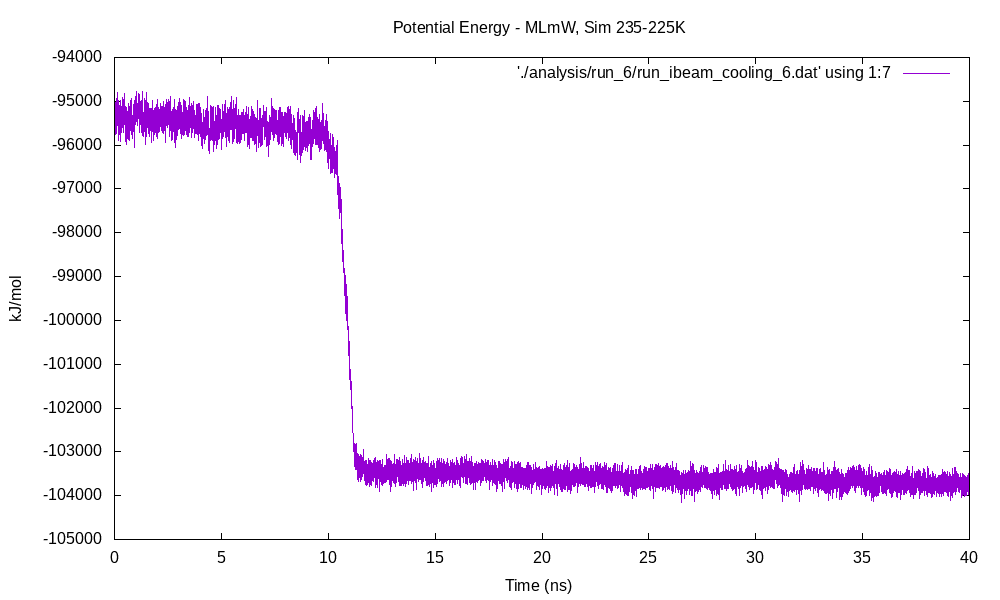 Potential Energy - MLmW, Sim 235-225K
'./analysis/run_6/run_ibeam_cooling_6.dat' using 1:7
-94000
-95000
-96000
-97000
-98000
-99000
-100000
-101000
-102000
-103000
-104000
-105000
kJ/mol
0 5 10 15 20 25 30 35 40
Time (ns)